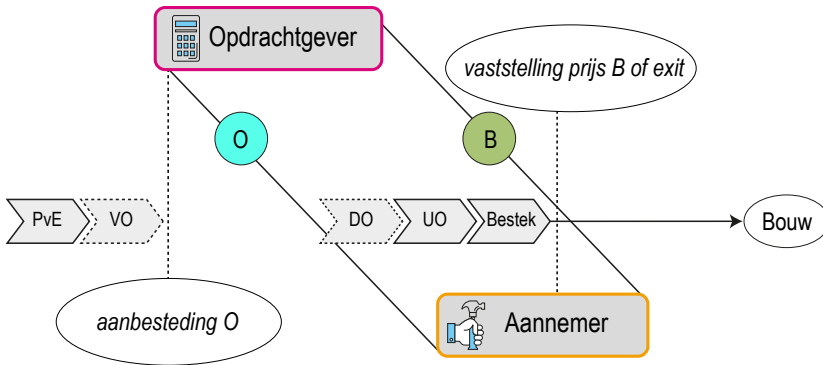 Opdrachtgever
vaststelling prijs B of exit
O
B
PvE
VO
DO
UO
Bestek
Bouw
aanbesteding O
Aannemer